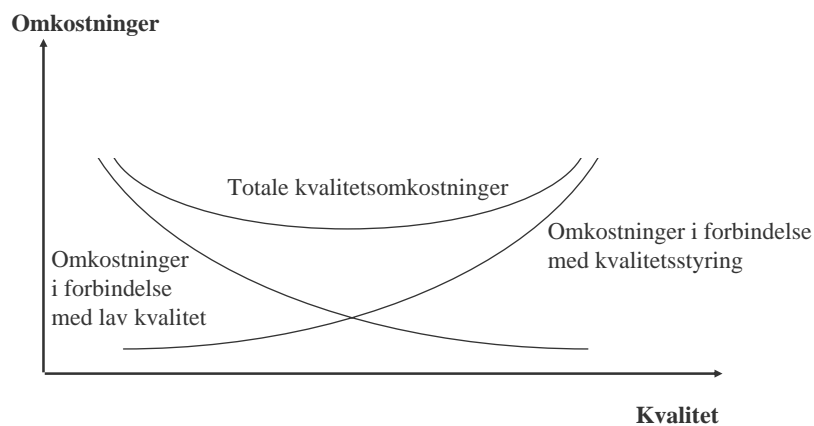 Omkostninger
Totale kvalitetsomkostninger
Omkostninger i forbindelse
med kvalitetsstyring
Omkostninger
i forbindelse
med lav kvalitet
Kvalitet